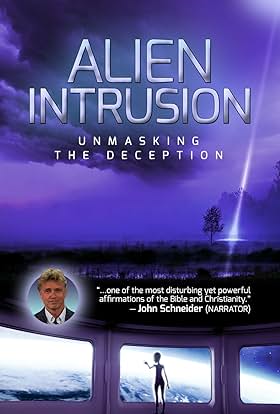 ALIEN
INTRUSION
UNMASKING
THE DECEPTION
"...one of the most disturbing yet powerful
affirmations of the Bible and Christianity."
— John Schneider (NARRATOR)